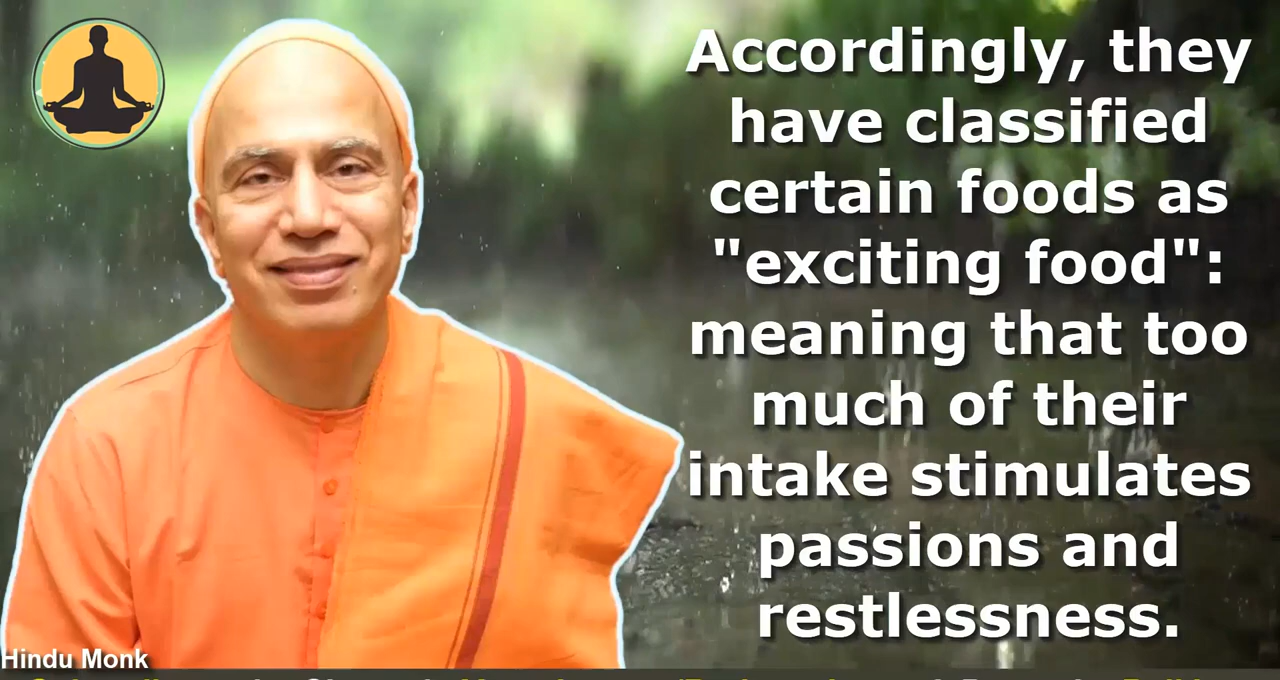 Accordingly, they
have classified
certain foods as
"exciting food":
meaning that too
much of their
intake stimulates
passions and
restlessness.
Hindu Monk